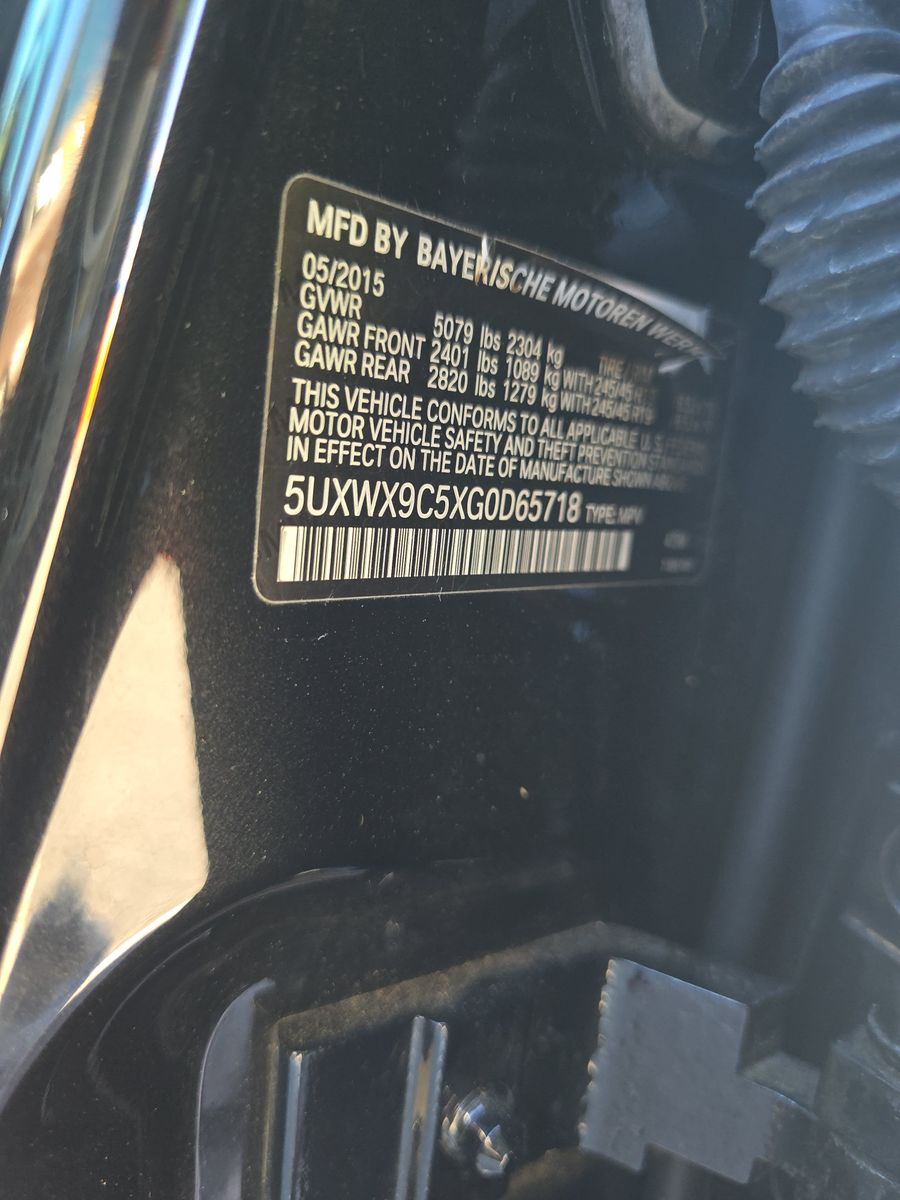 MFD BY BAYERISCHE MOTOREN WERKE
05/2015
GVWR 5079 lbs 2304 kg
GAWR FRONT 2401 lbs 1089 kg WITH 245/45
GAWR REAR 2820 lbs 1279 kg WITH 245/45 R19
THIS VEHICLE CONFORMS TO ALL APPLICABLE U.S.
MOTOR VEHICLE SAFETY AND THEFT PREVENTION
IN EFFECT ON THE DATE OF MANUFACTURE SHOWN
5UXWX9C5XG0D65718 TYPE: MPV